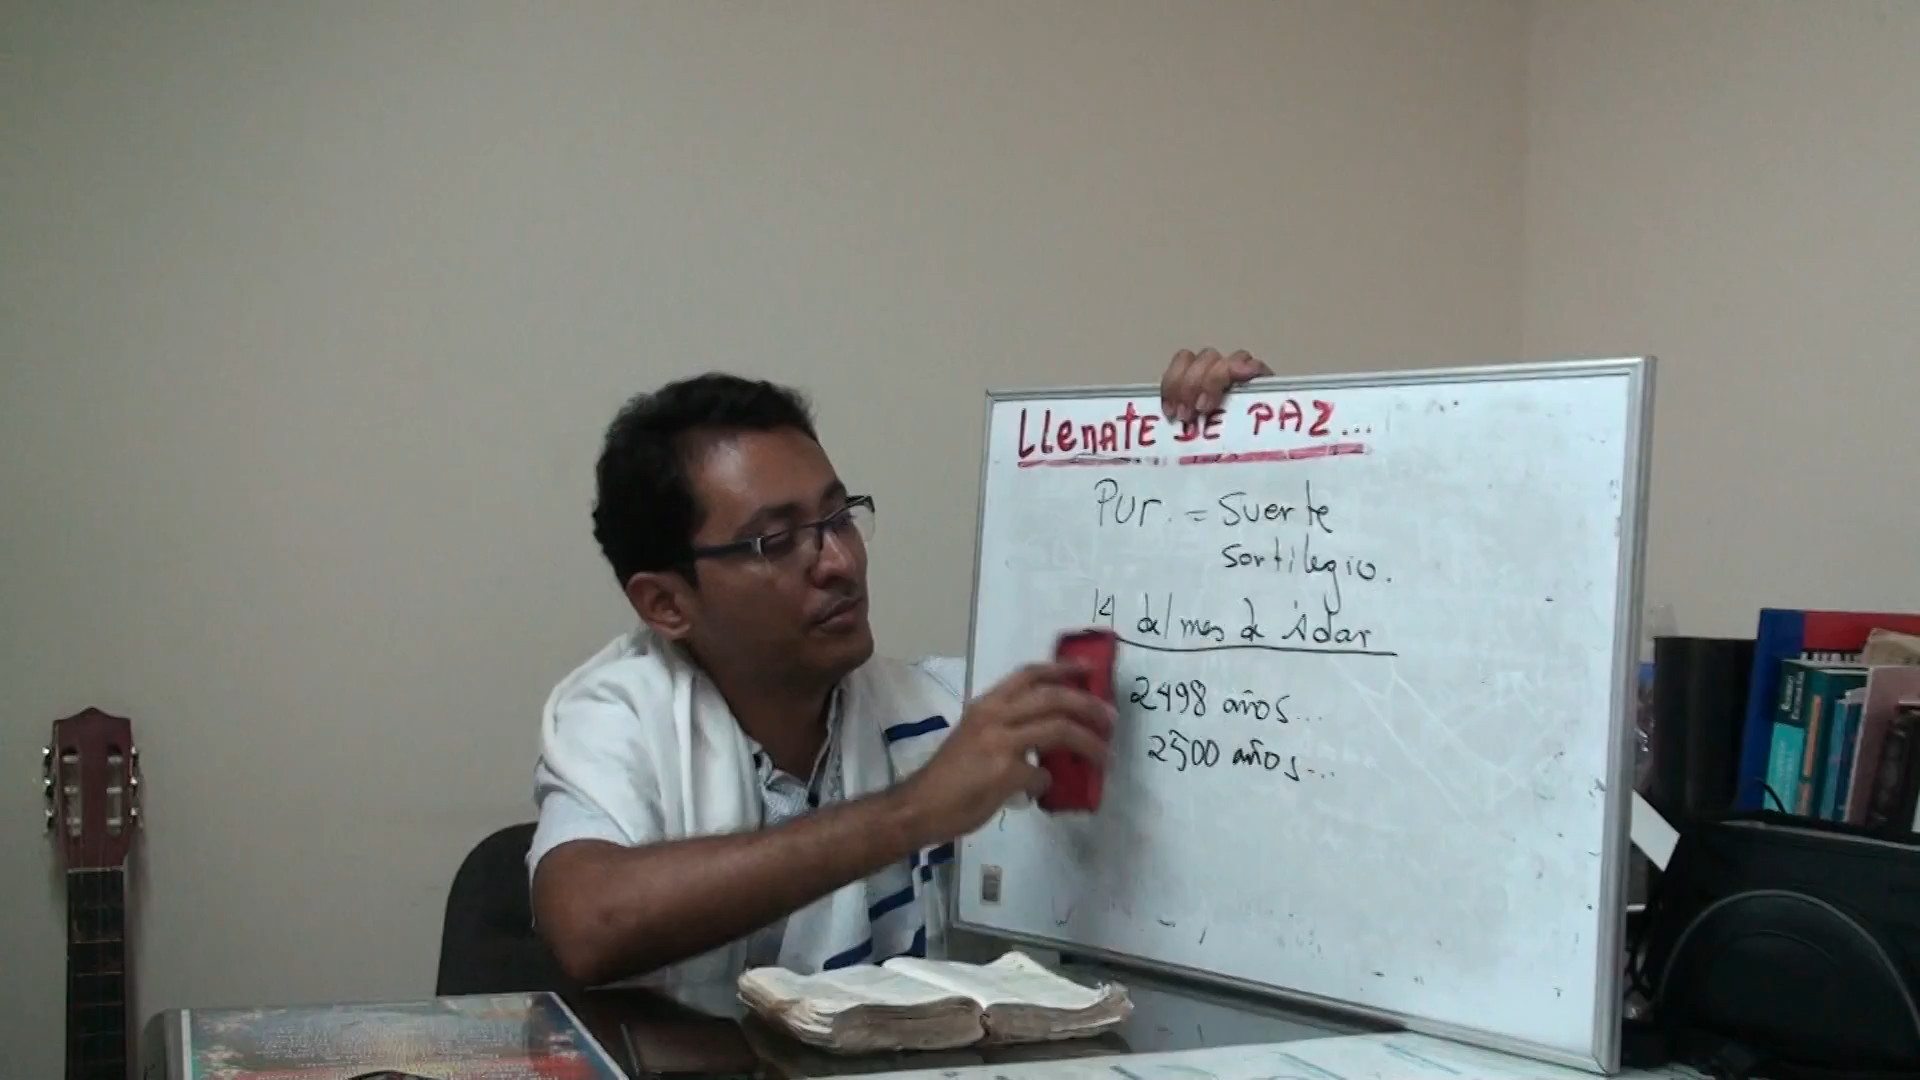 LLENATE DE PAZ...
Pur. = Suerte
Sortilegio.
14 del mes de Adar
2498 años...
2500 años...